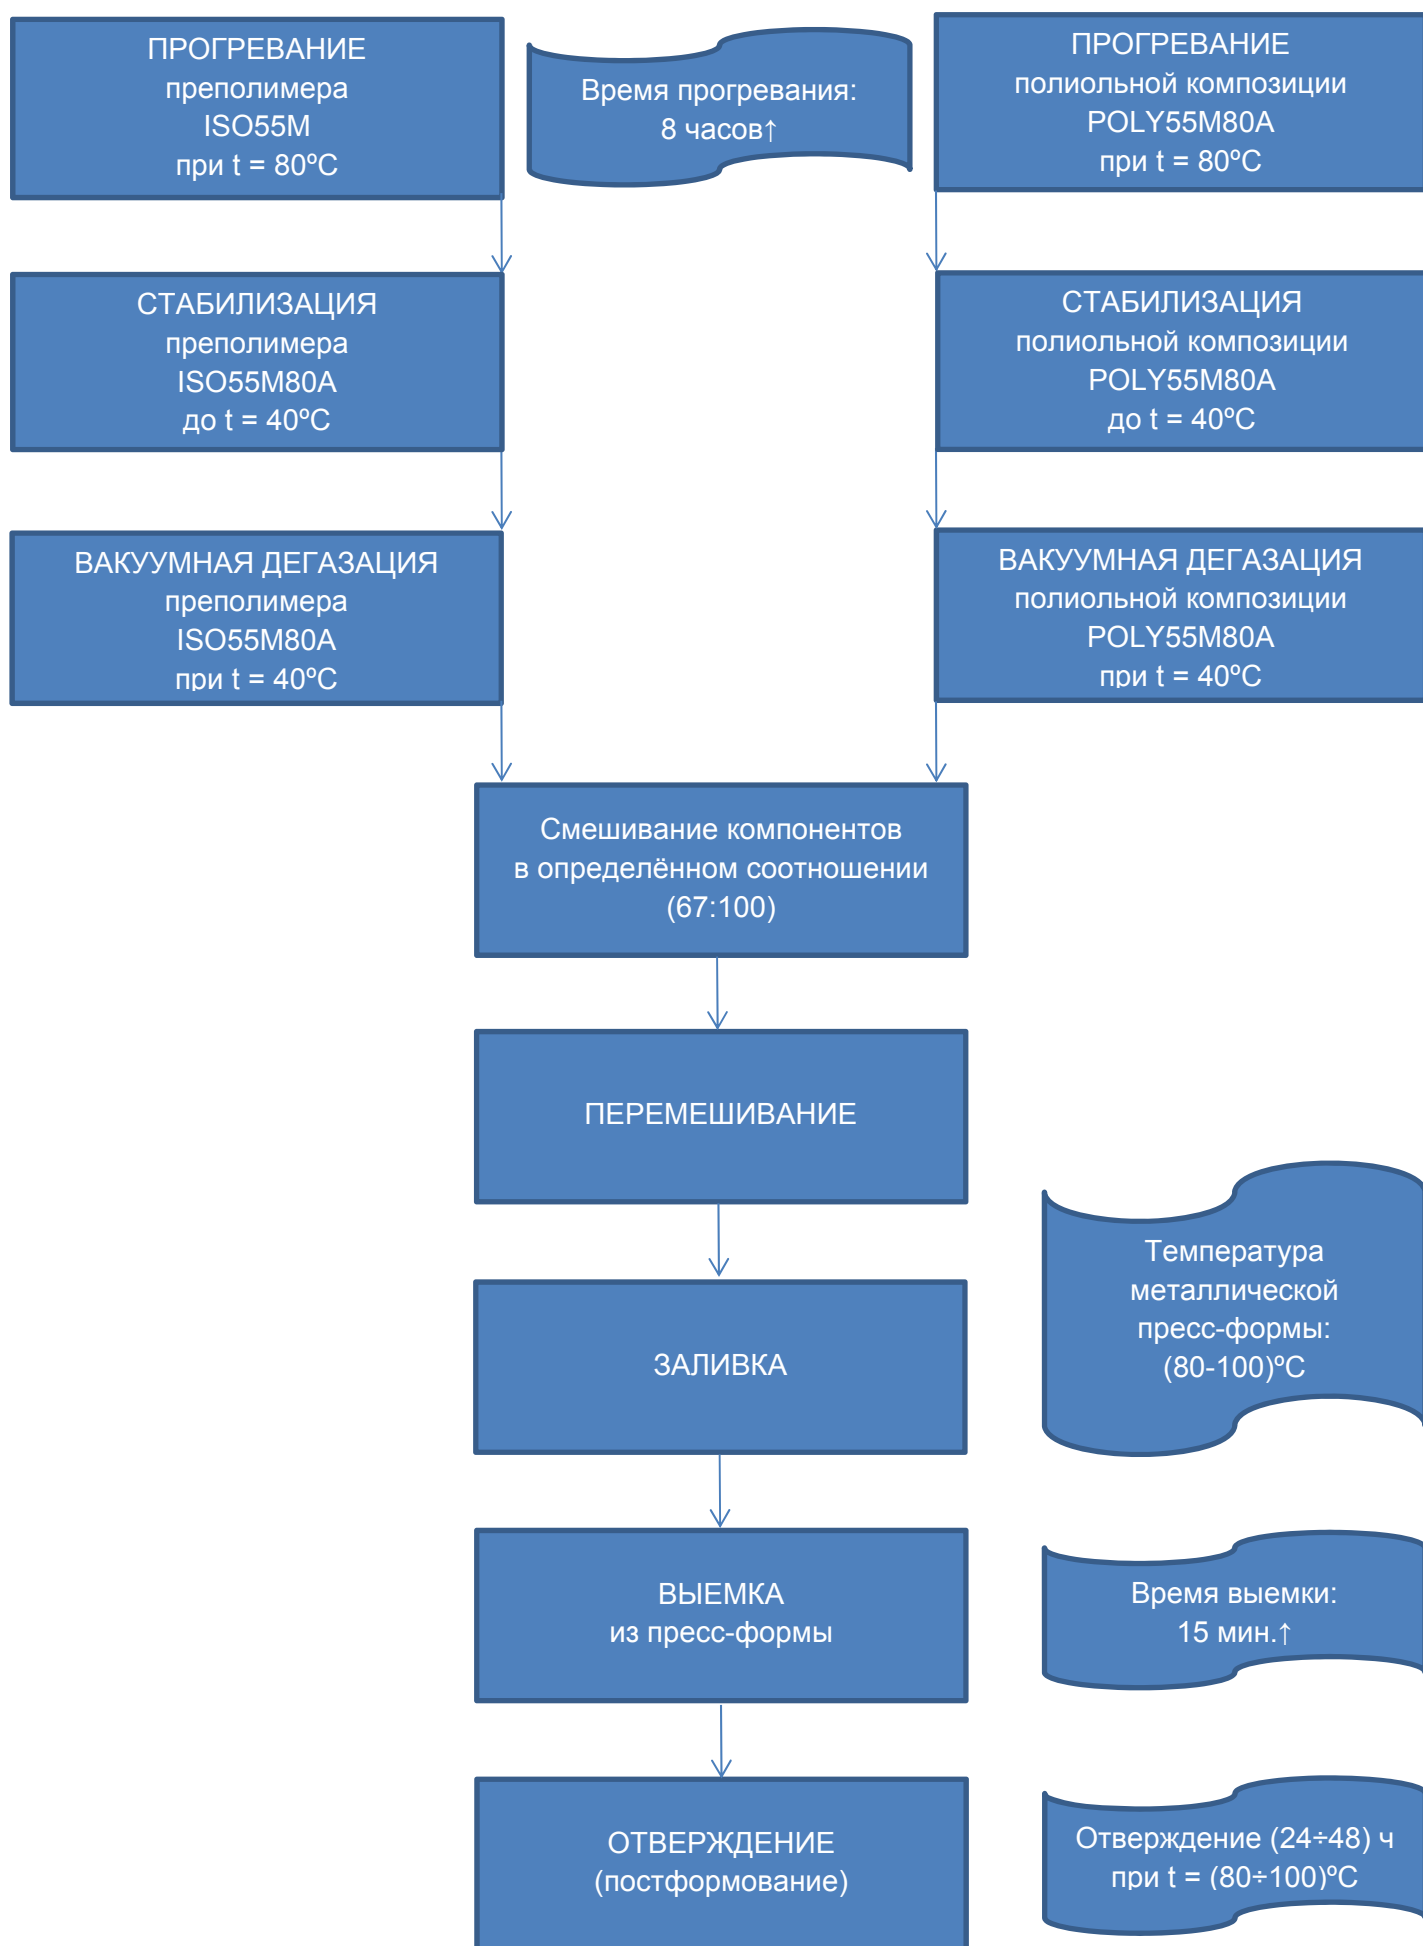 ПРОГРЕВАНИЕ
преполимера
ISO55M
при t = 80ºC
Время прогревания:
8 часов↑
ПРОГРЕВАНИЕ
полиольной композиции
POLY55M80A
при t = 80ºC
СТАБИЛИЗАЦИЯ
преполимера
ISO55M80A
до t = 40ºC
СТАБИЛИЗАЦИЯ
полиольной композиции
POLY55M80A
до t = 40ºC
ВАКУУМНАЯ ДЕГАЗАЦИЯ
преполимера
ISO55M80A
при t = 40ºC
ВАКУУМНАЯ ДЕГАЗАЦИЯ
полиольной композиции
POLY55M80A
при t = 40ºC
Смешивание компонентов
в определённом соотношении
(67:100)
ПЕРЕМЕШИВАНИЕ
ЗАЛИВКА
Температура
металлической
пресс-формы:
(80-100)ºC
ВЫЕМКА
из пресс-формы
Время выемки:
15 мин.↑
ОТВЕРЖДЕНИЕ
(постформование)
Отверждение (24÷48) ч
при t = (80÷100)ºC